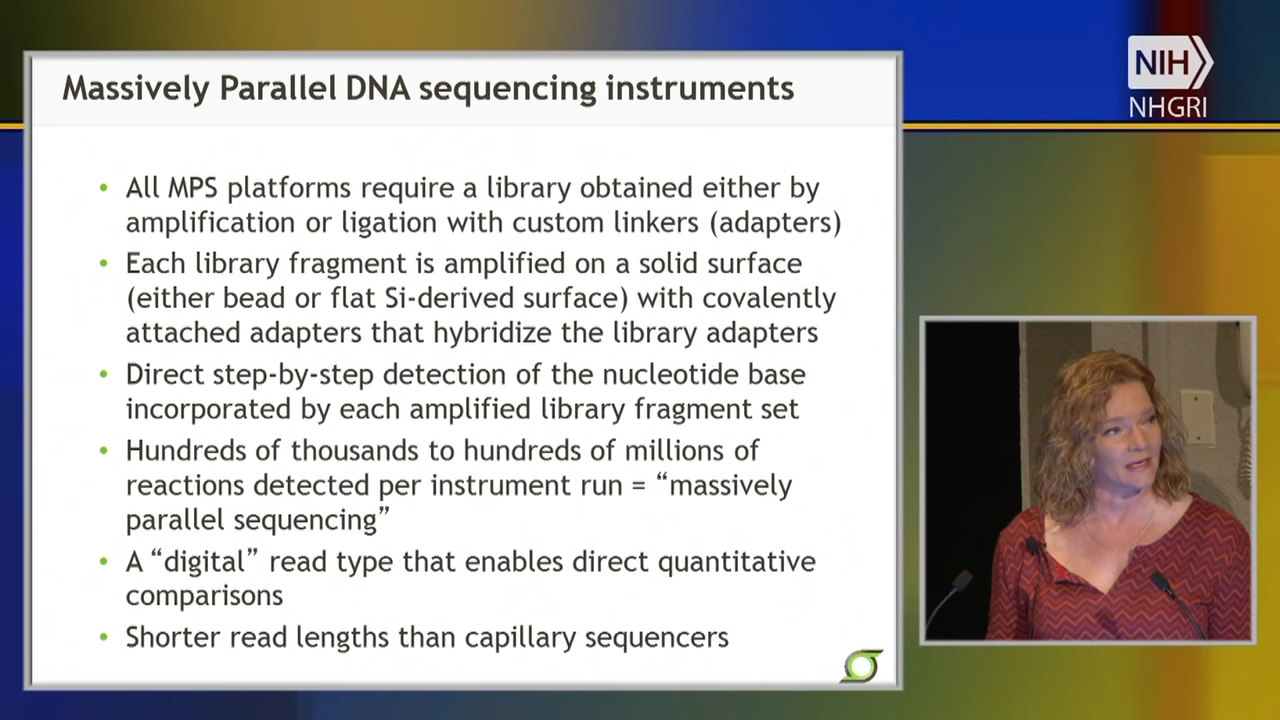 Massively Parallel DNA sequencing instruments
• All MPS platforms require a library obtained either by
amplification or ligation with custom linkers (adapters)
• Each library fragment is amplified on a solid surface
(either bead or flat Si-derived surface) with covalently
attached adapters that hybridize the library adapters
• Direct step-by-step detection of the nucleotide base
incorporated by each amplified library fragment set
• Hundreds of thousands to hundreds of millions of
reactions detected per instrument run = “massively
parallel sequencing”
• A “digital” read type that enables direct quantitative
comparisons
• Shorter read lengths than capillary sequencers
NIH
NHGRI